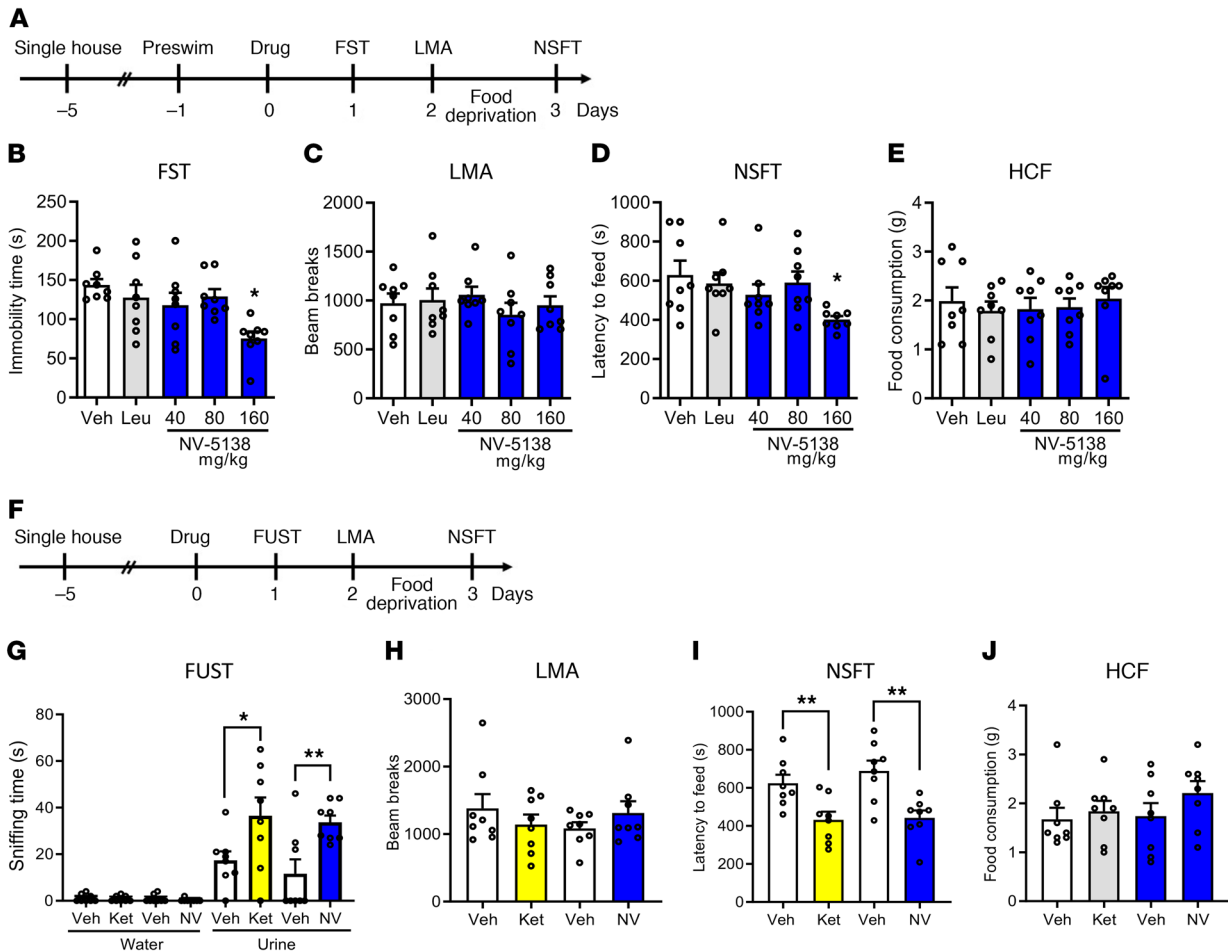 A
Single house Preswim Drug FST LMA NSFT
–5 –1 0 1 2 Food deprivation 3 Days
B
FST
Immobility time (s)
250
200
150
100
50
0
*
Veh Leu 40 80 160
NV-5138
mg/kg
C
LMA
Beam breaks
2000
1500
1000
500
0
Veh Leu 40 80 160
NV-5138
mg/kg
D
NSFT
Latency to feed (s)
1000
800
600
400
200
0
*
Veh Leu 40 80 160
NV-5138
mg/kg
E
HCF
Food consumption (g)
4
3
2
1
0
Veh Leu 40 80 160
NV-5138
mg/kg
F
Single house Drug FUST LMA NSFT
–5 0 1 2 Food deprivation 3 Days
G
FUST
Sniffing time (s)
80
60
40
20
0
* **
Veh Ket Veh NV Veh Ket Veh NV
Water Urine
H
LMA
Beam breaks
3000
2000
1000
0
Veh Ket Veh NV
I
NSFT
Latency to feed (s)
1000
800
600
400
200
0
** **
Veh Ket Veh NV
J
HCF
Food consumption (g)
4
3
2
1
0
Veh Ket Veh NV